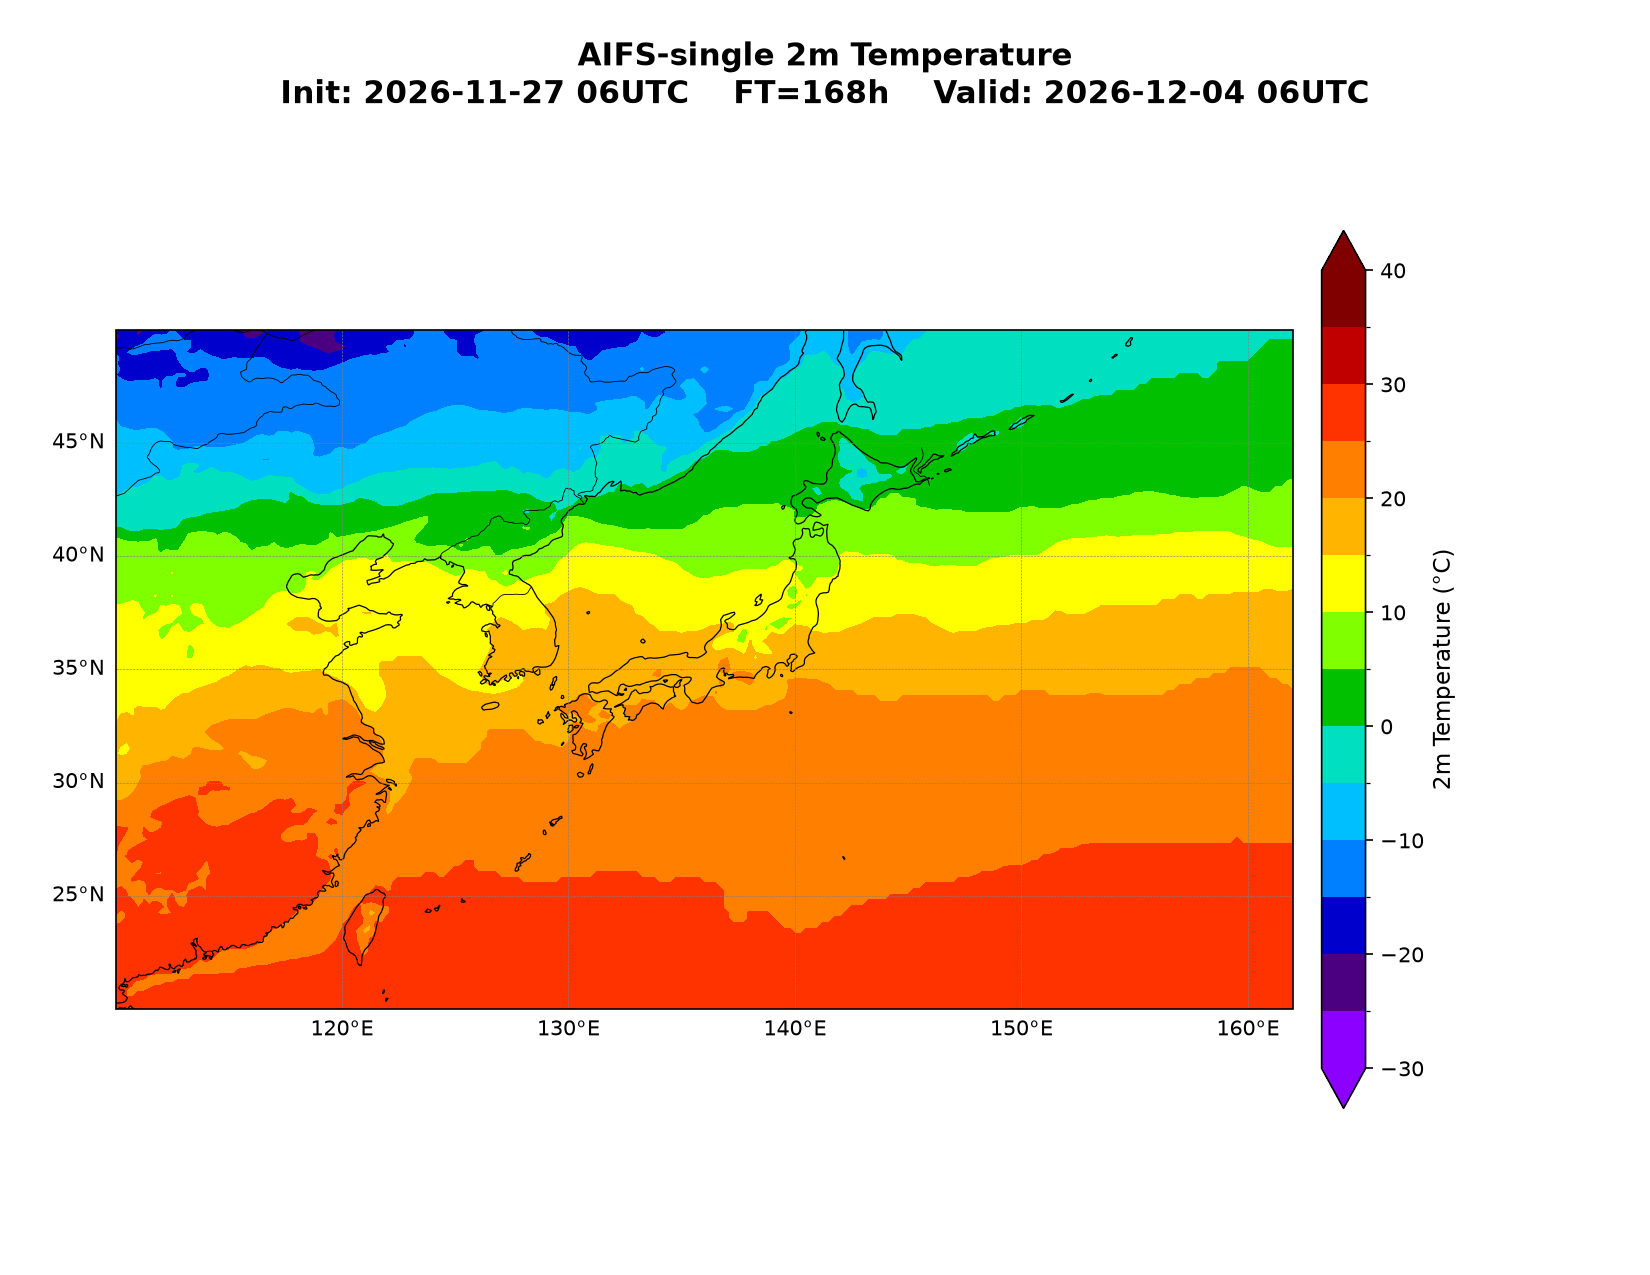 AIFS-single 2m Temperature
Init: 2026-11-27 06UTC    FT=168h    Valid: 2026-12-04 06UTC
45°N
40°N
35°N
30°N
25°N
120°E
130°E
140°E
150°E
160°E
40
30
20
10
0
−10
−20
−30
2m Temperature (°C)